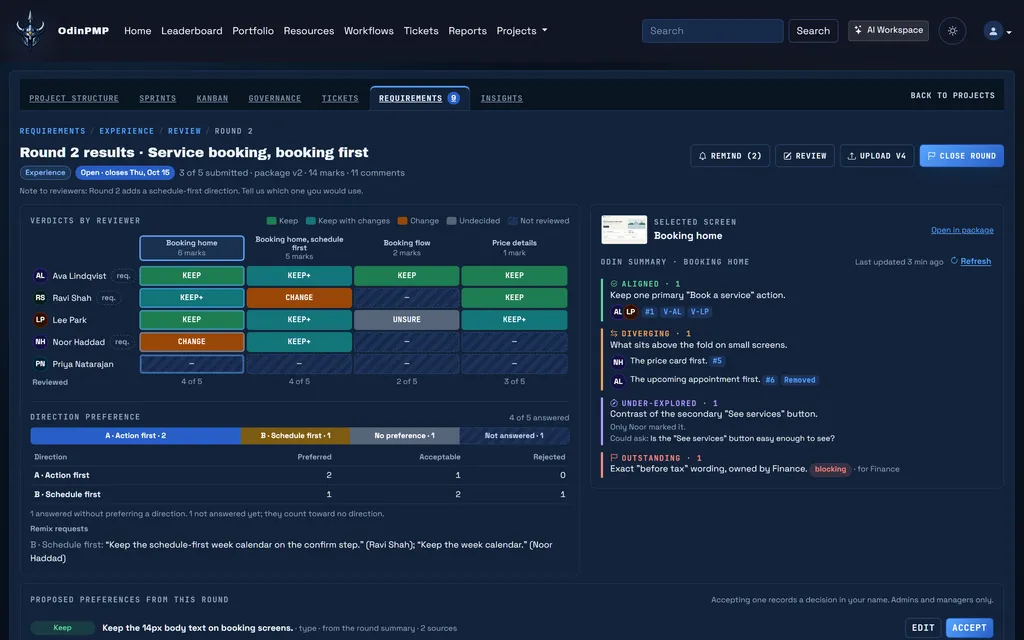 OdinPMP Home Leaderboard Portfolio Resources Workflows Tickets Reports Projects Search Search AI Workspace
PROJECT STRUCTURE SPRINTS KANBAN GOVERNANCE TICKETS REQUIREMENTS 9 INSIGHTS BACK TO PROJECTS
REQUIREMENTS / EXPERIENCE / REVIEW / ROUND 2
Round 2 results · Service booking, booking first
REMIND (2) REVIEW UPLOAD V4 CLOSE ROUND
Experience Open · closes Thu, Oct 15 3 of 5 submitted · package v2 · 14 marks · 11 comments
Note to reviewers: Round 2 adds a schedule-first direction. Tell us which one you would use.
VERDICTS BY REVIEWER Keep Keep with changes Change Undecided Not reviewed
Booking home
6 marks
Booking home, schedule first
5 marks
Booking flow
2 marks
Price details
1 mark
AL Ava Lindqvist req. KEEP KEEP+ KEEP KEEP
RS Ravi Shah req. KEEP+ CHANGE – KEEP
LP Lee Park KEEP KEEP+ UNSURE KEEP+
NH Noor Haddad req. CHANGE KEEP+ – –
PN Priya Natarajan – – – –
Reviewed 4 of 5 4 of 5 2 of 5 3 of 5
DIRECTION PREFERENCE 4 of 5 answered
A · Action first · 2 B · Schedule first · 1 No preference · 1 Not answered · 1
Direction Preferred Acceptable Rejected
A · Action first 2 1 0
B · Schedule first 1 2 1
1 answered without preferring a direction. 1 not answered yet; they count toward no direction.
Remix requests
B · Schedule first: "Keep the schedule-first week calendar on the confirm step." (Ravi Shah); "Keep the week calendar." (Noor
Haddad)
SELECTED SCREEN
Booking home
Open in package
ODIN SUMMARY · BOOKING HOME Last updated 3 min ago Refresh
ALIGNED · 1
Keep one primary "Book a service" action.
AL LP #1 V-AL V-LP
DIVERGING · 1
What sits above the fold on small screens.
NH The price card first. #5
AL The upcoming appointment first. #6 Removed
UNDER-EXPLORED · 1
Contrast of the secondary "See services" button.
Only Noor marked it.
Could ask: Is the "See services" button easy enough to see?
OUTSTANDING · 1
Exact "before tax" wording, owned by Finance. blocking · for Finance
PROPOSED PREFERENCES FROM THIS ROUND Accepting one records a decision in your name. Admins and managers only.
Keep Keep the 14px body text on booking screens. · type · from the round summary · 2 sources EDIT ACCEPT